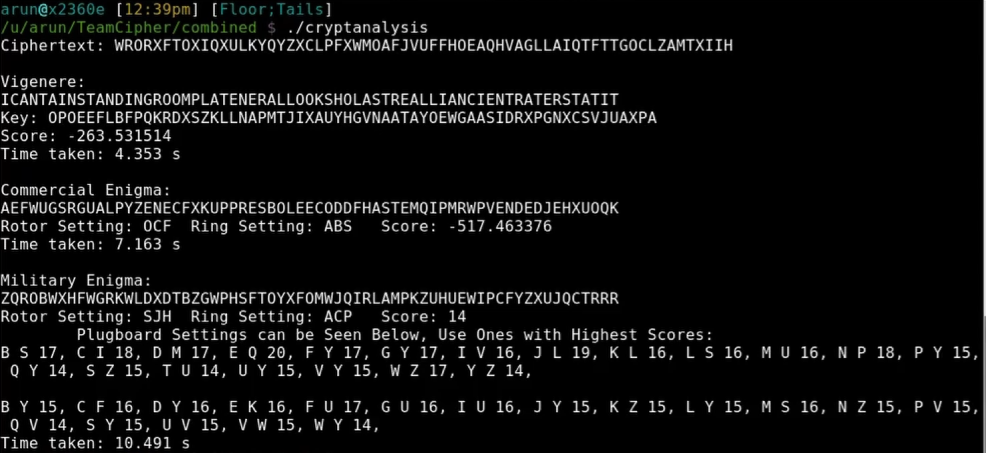 arun@x2360e [12:39pm] [Floor;Tails]
/u/arun/TeamCipher/combined $ ./cryptanalysis
Ciphertext: WRORXFTOXIQXULKYQYZXCLPFXWMOAFJVUFFHOEAQHVAGLLAIQTFTTGOCLZAMTXIIH
Vigenere:
ICANTAINSTANDINGROOMPLATENERALLOOKSHOLASTREALLIANCIENTRATERSTATIT
Key: OPOEEFLBFPQKRDXSZKLLNAPMTJIXAUYHGVNAATAYOEWGAASIDRXPGNXCSVJUAXPA
Score: -263.531514
Time taken: 4.353 s
Commercial Enigma:
AEFWUGSRGUALPYZENECFXKUPPRESBOLEECODDFHASTEMQIPMRWPVENDEDJEHXUOQK
Rotor Setting: OCF  Ring Setting: ABS   Score: -517.463376
Time taken: 7.163 s
Military Enigma:
ZQROBWXHFWGRKWLDXDTBZGWPHSFTOYXFOMWJQIRLAMPKZUHUEWIPCFYZXUJQCTRRR
Rotor Setting: SJH  Ring Setting: ACP   Score: 14
Plugboard Settings can be Seen Below, Use Ones with Highest Scores:
B S 17, C I 18, D M 17, E Q 20, F Y 17, G Y 17, I V 16, J L 19, K L 16, L S 16, M U 16, N P 18, P Y 15,
Q Y 14, S Z 15, T U 14, U Y 15, V Y 15, W Z 17, Y Z 14,
B Y 15, C F 16, D Y 16, E K 16, F U 17, G U 16, I U 16, J Y 15, K Z 15, L Y 15, M S 16, N Z 15, P V 15,
Q V 14, S Y 15, U V 15, V W 15, W Y 14,
Time taken: 10.491 s